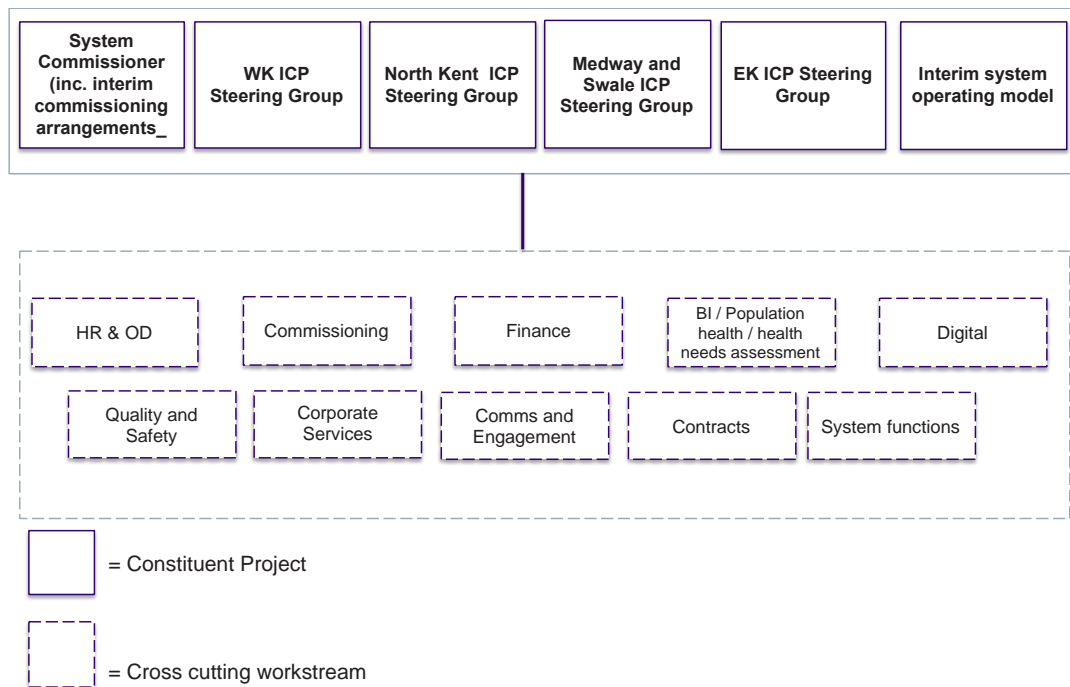 System
Commissioner
(inc. interim
commissioning
arrangements_
WK ICP
Steering Group
North Kent ICP
Steering Group
Medway and
Swale ICP
Steering Group
EK ICP Steering
Group
Interim system
operating model
HR & OD
Commissioning
Finance
BI / Population
health / health
needs assessment
Digital
Quality and
Safety
Corporate
Services
Comms and
Engagement
Contracts
System functions
= Constituent Project
= Cross cutting workstream